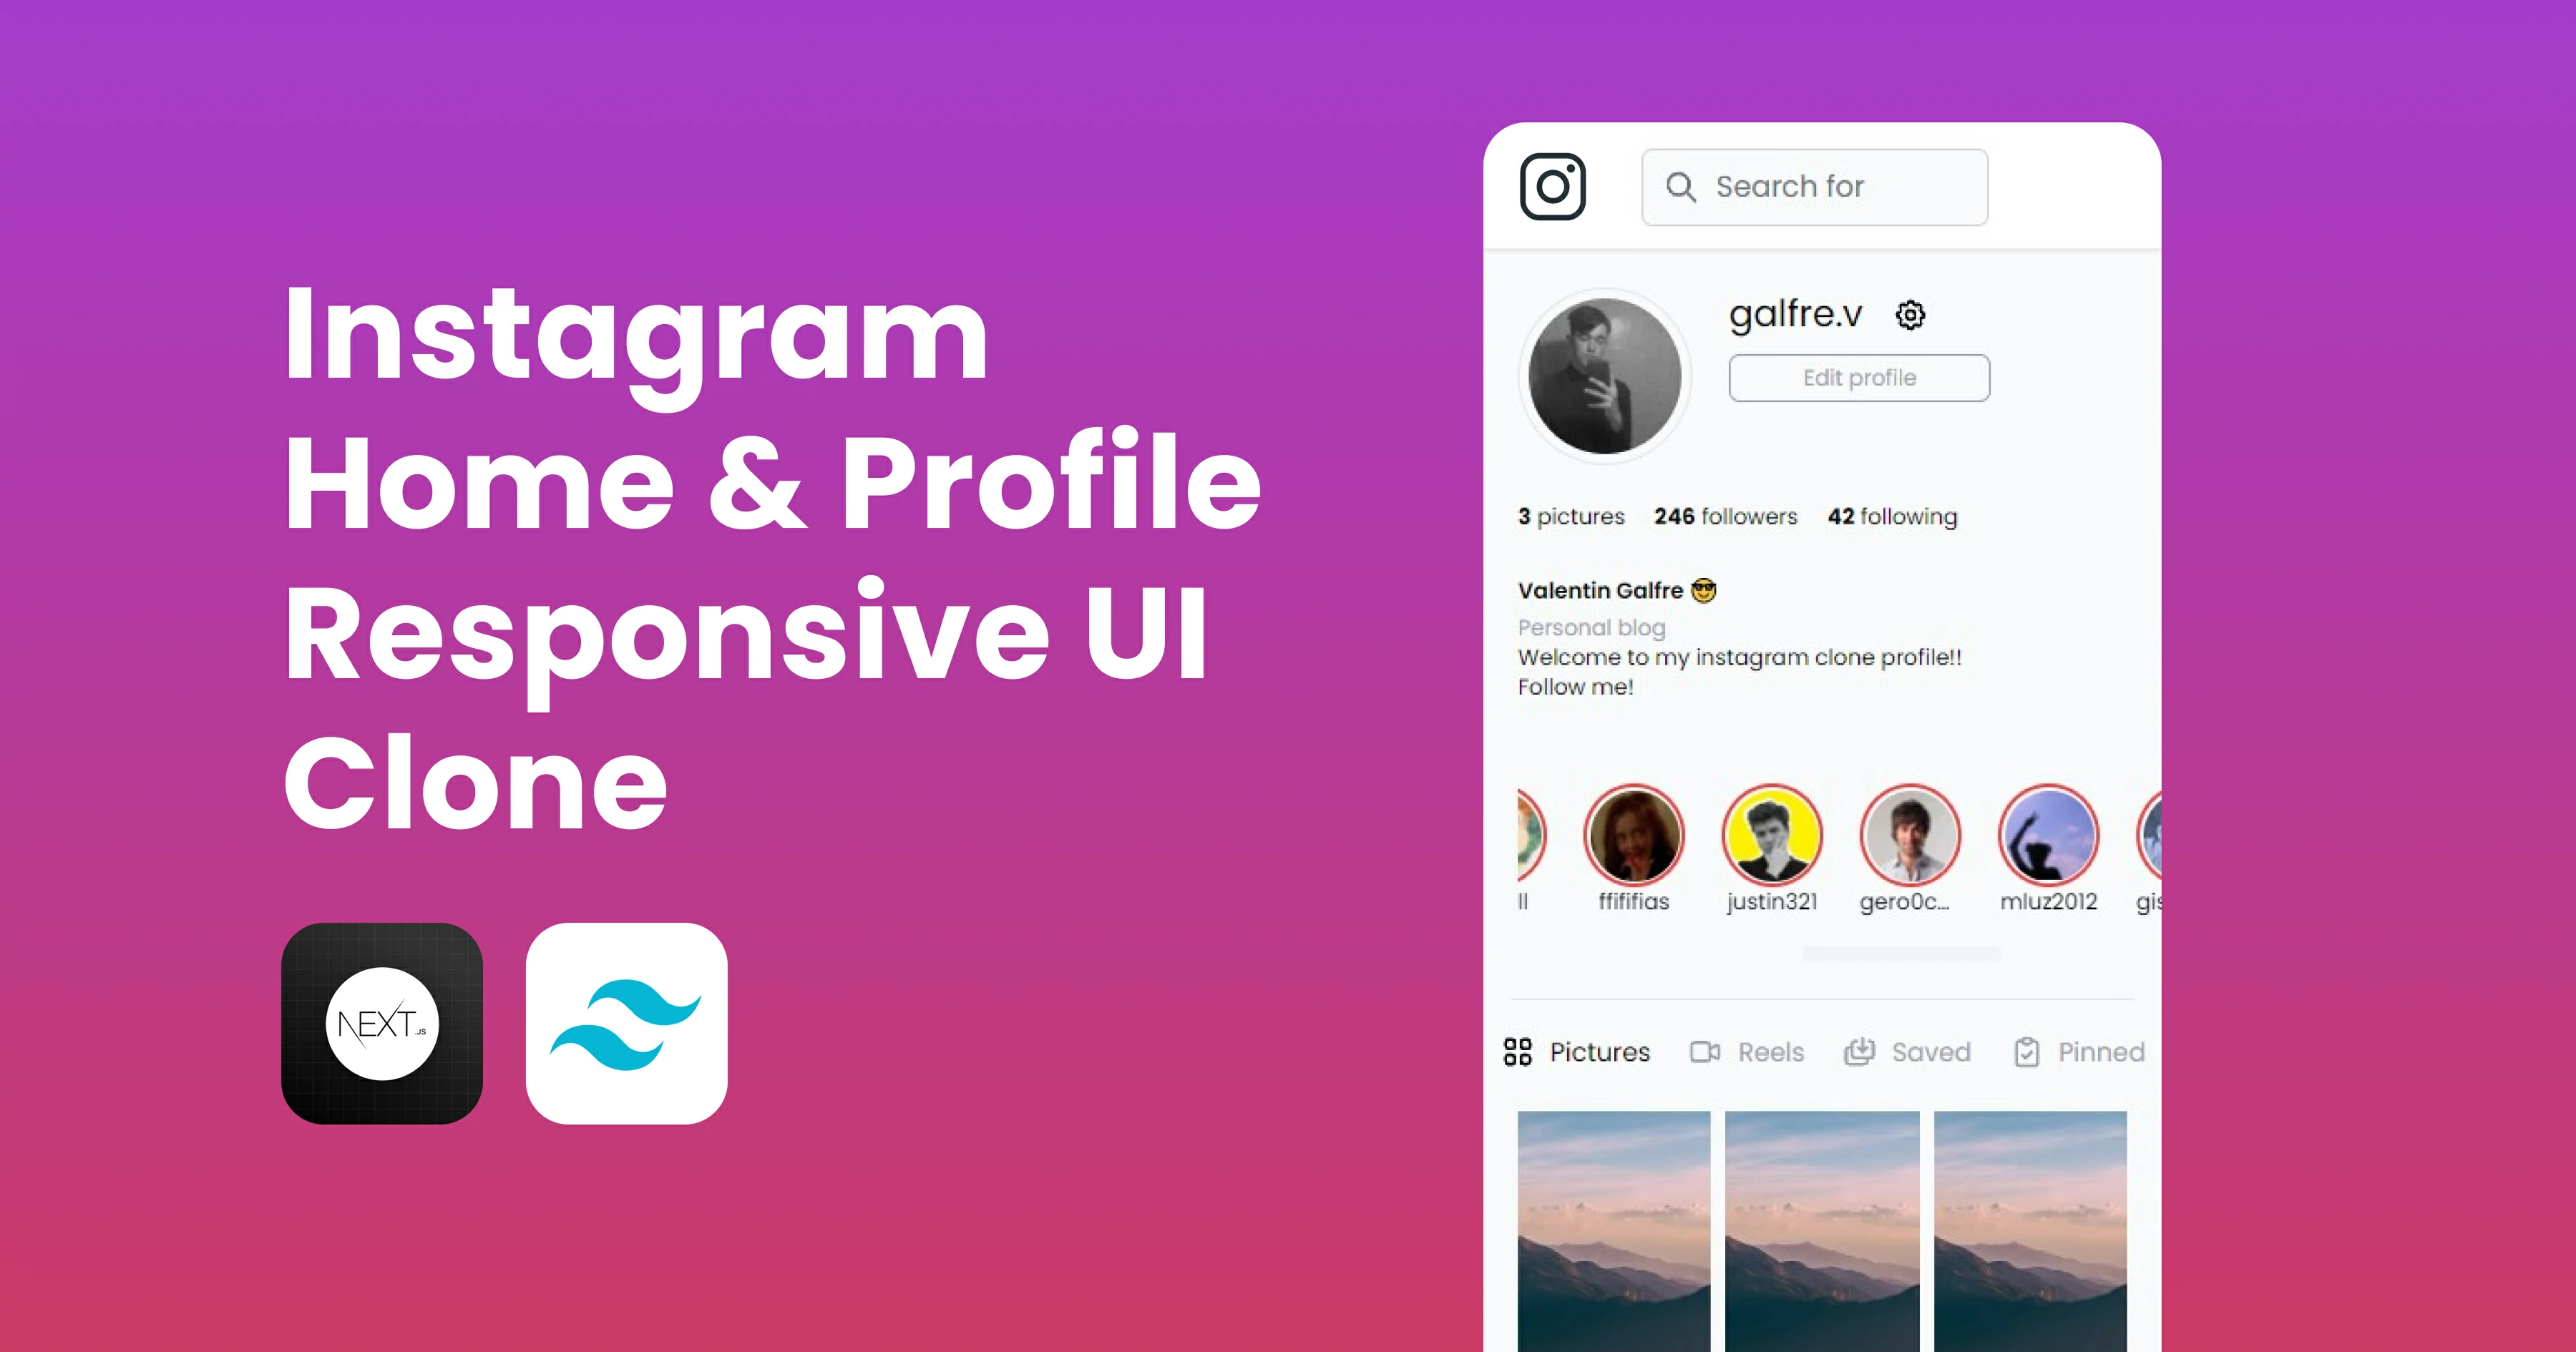 Instagram
Home & Profile
Responsive UI
Clone
NEXT.JS
Search for
galfre.v
Edit profile
3 pictures 246 followers 42 following
Valentin Galfre 😎
Personal blog
Welcome to my instagram clone profile!!
Follow me!
ll ffififias justin321 gero0c... mluz2012 gis
Pictures Reels Saved Pinned